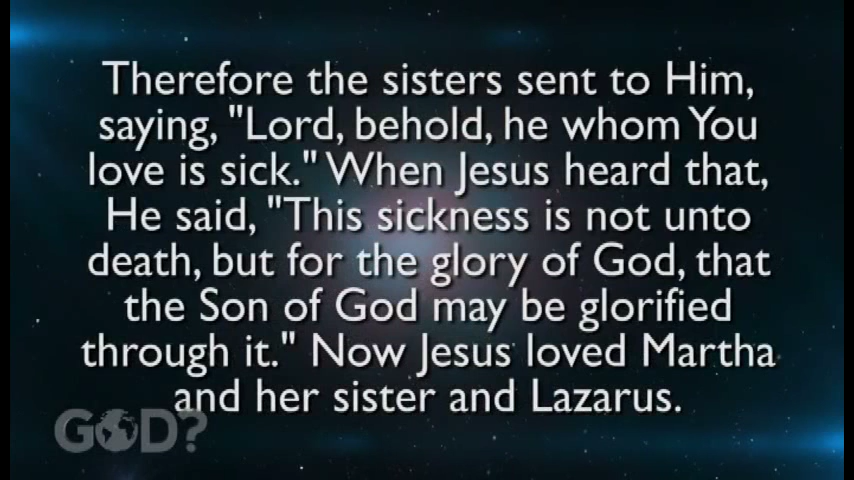 Therefore the sisters sent to Him,
saying, "Lord, behold, he whom You
love is sick." When Jesus heard that,
He said, "This sickness is not unto
death, but for the glory of God, that
the Son of God may be glorified
through it." Now Jesus loved Martha
and her sister and Lazarus.
GOD?